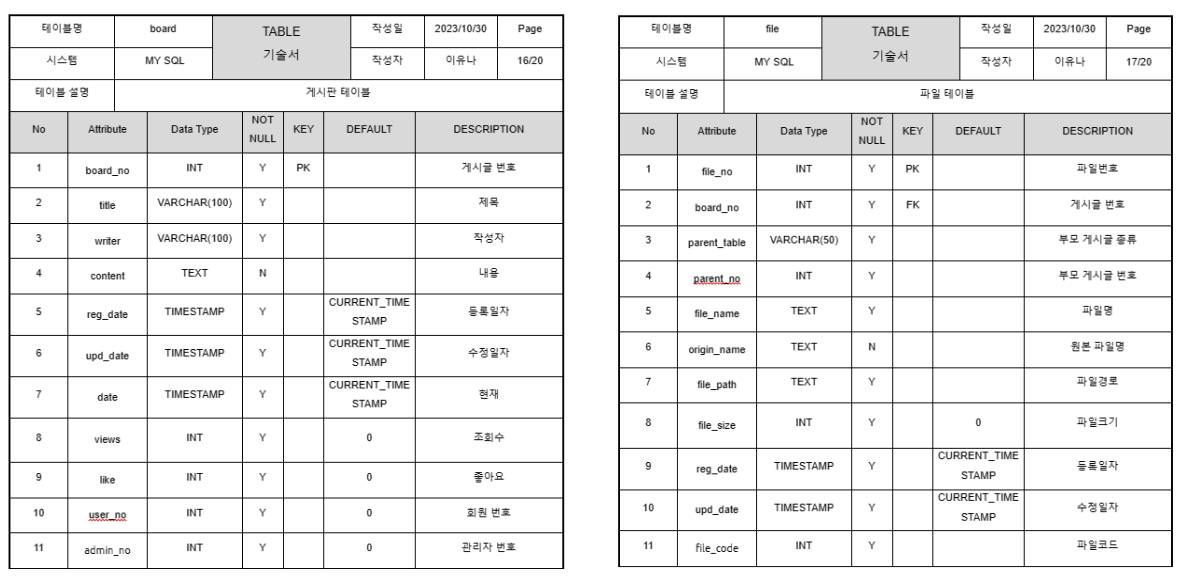 테이블명 board TABLE 기술서 작성일 2023/10/30 Page
시스템 MY SQL 작성자 이유나 16/20
테이블 설명 게시판 테이블
No Attribute Data Type NOT NULL KEY DEFAULT DESCRIPTION
1 board_no INT Y PK 게시글 번호
2 title VARCHAR(100) Y 제목
3 writer VARCHAR(100) Y 작성자
4 content TEXT N 내용
5 reg_date TIMESTAMP Y CURRENT_TIME STAMP 등록일자
6 upd_date TIMESTAMP Y CURRENT_TIME STAMP 수정일자
7 date TIMESTAMP Y CURRENT_TIME STAMP 현재
8 views INT Y 0 조회수
9 like INT Y 0 좋아요
10 user_no INT Y 0 회원 번호
11 admin_no INT Y 0 관리자 번호
테이블명 file TABLE 기술서 작성일 2023/10/30 Page
시스템 MY SQL 작성자 이유나 17/20
테이블 설명 파일 테이블
No Attribute Data Type NOT NULL KEY DEFAULT DESCRIPTION
1 file_no INT Y PK 파일번호
2 board_no INT Y FK 게시글 번호
3 parent_table VARCHAR(50) Y 부모 게시글 종류
4 parent_no INT Y 부모 게시글 번호
5 file_name TEXT Y 파일명
6 origin_name TEXT N 원본 파일명
7 file_path TEXT Y 파일경로
8 file_size INT Y 0 파일크기
9 reg_date TIMESTAMP Y CURRENT_TIME STAMP 등록일자
10 upd_date TIMESTAMP Y CURRENT_TIME STAMP 수정일자
11 file_code INT Y 파일코드